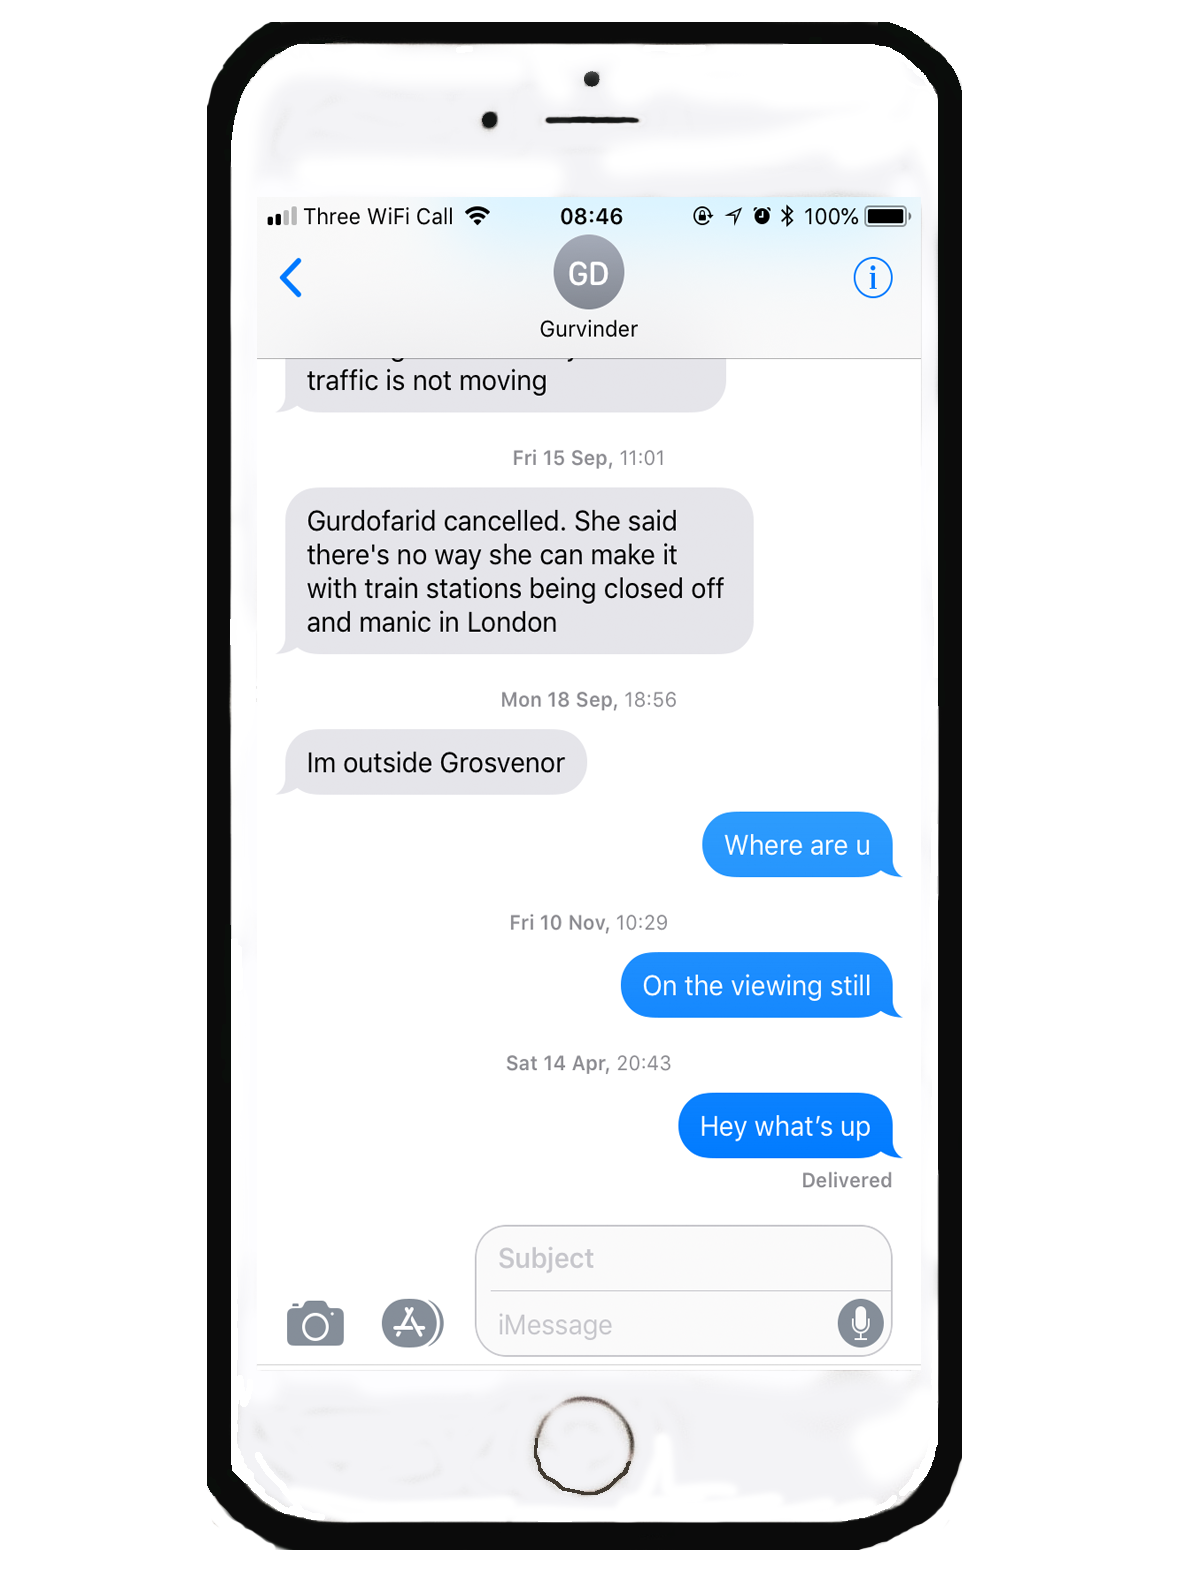 Three WiFi Call 08:46 100%
GD
Gurvinder
traffic is not moving
Fri 15 Sep, 11:01
Gurdofarid cancelled. She said
there's no way she can make it
with train stations being closed off
and manic in London
Mon 18 Sep, 18:56
Im outside Grosvenor
Where are u
Fri 10 Nov, 10:29
On the viewing still
Sat 14 Apr, 20:43
Hey what’s up
Delivered
Subject
iMessage